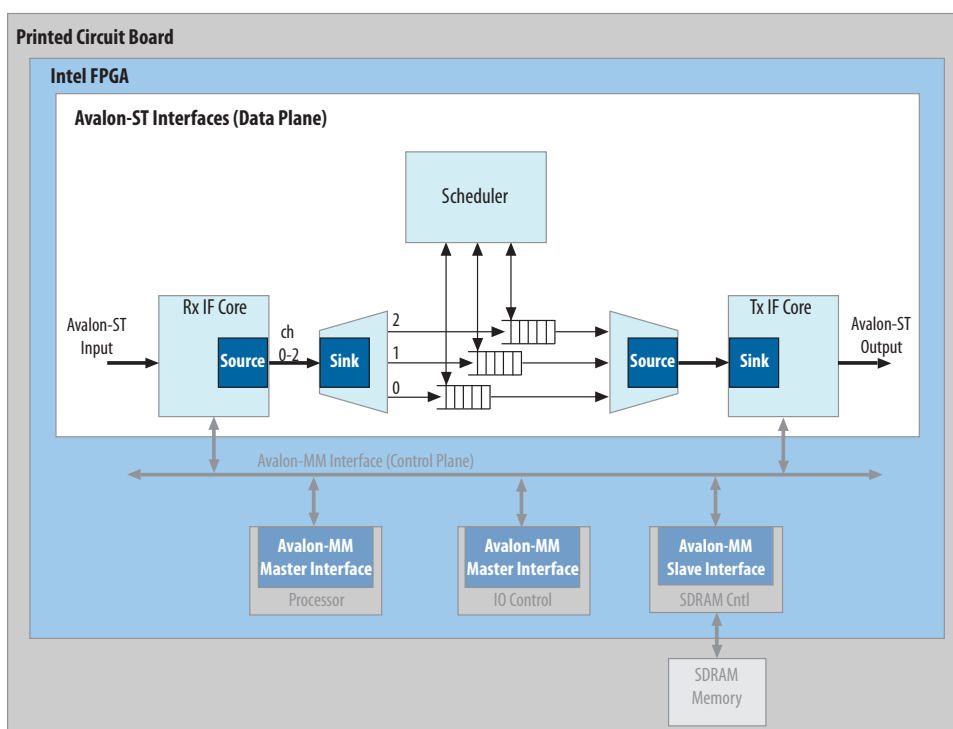 Printed Circuit Board
Intel FPGA
Avalon-ST Interfaces (Data Plane)
Scheduler
Rx IF Core
Tx IF Core
Avalon-ST
Input
ch
0-2
Source
Sink
2
1
0
Source
Sink
Avalon-ST
Output
Avalon-MM Interface (Control Plane)
Avalon-MM
Master Interface
Processor
Avalon-MM
Master Interface
IO Control
Avalon-MM
Slave Interface
SDRAM Cntl
SDRAM
Memory